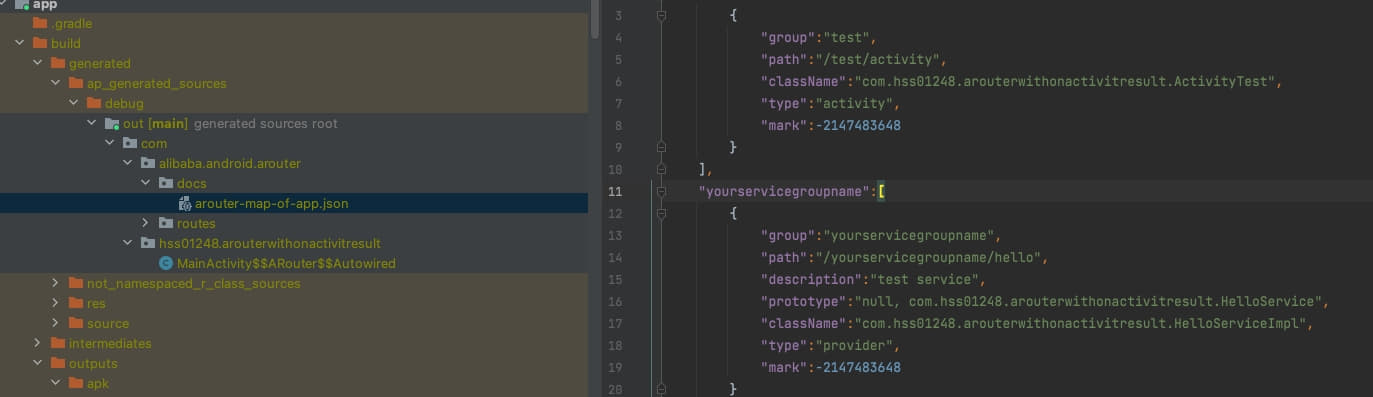 app
.gradle
build
generated
ap_generated_sources
debug
out [main] generated sources root
com
alibaba.android.arouter
docs
arouter-map-of-app.json
routes
hss01248.arouterwithonactivitresult
MainActivity$$ARouter$$Autowired
not_namespaced_r_class_sources
res
source
intermediates
outputs
apk
3 {
4 "group":"test",
5 "path":"/test/activity",
6 "className":"com.hss01248.arouterwithonactivitresult.ActivityTest",
7 "type":"activity",
8 "mark":-2147483648
9 }
10 ],
11 "yourservicegroupname":[
12 {
13 "group":"yourservicegroupname",
14 "path":"/yourservicegroupname/hello",
15 "description":"test service",
16 "prototype":"null, com.hss01248.arouterwithonactivitresult.HelloService",
17 "className":"com.hss01248.arouterwithonactivitresult.HelloServiceImpl",
18 "type":"provider",
19 "mark":-2147483648
20 }